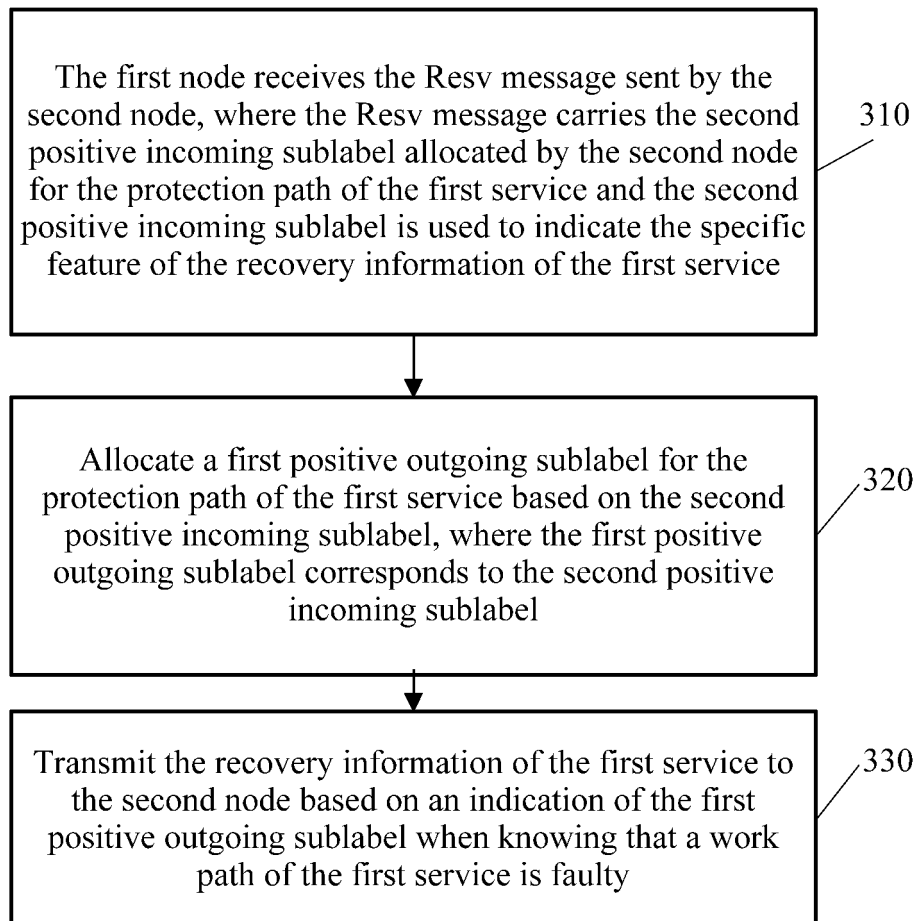 The first node receives the Resv message sent by the
second node, where the Resv message carries the second
positive incoming sublabel allocated by the second node
for the protection path of the first service and the second
positive incoming sublabel is used to indicate the specific
feature of the recovery information of the first service
310
Allocate a first positive outgoing sublabel for the
protection path of the first service based on the second
positive incoming sublabel, where the first positive
outgoing sublabel corresponds to the second positive
incoming sublabel
320
Transmit the recovery information of the first service to
the second node based on an indication of the first
positive outgoing sublabel when knowing that a work
path of the first service is faulty
330